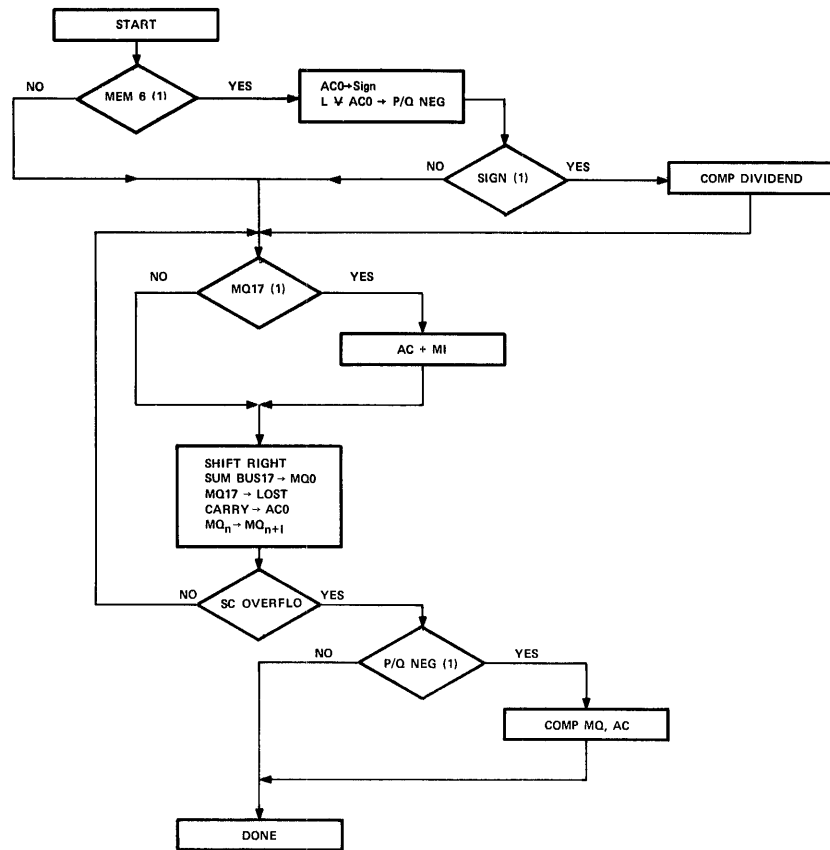 START
NO
MEM 6 (1)
YES
AC0→Sign
L ⊻ AC0 → P/Q NEG
NO
SIGN (1)
YES
COMP DIVIDEND
NO
MQ17 (1)
YES
AC + MI
SHIFT RIGHT
SUM BUS17 → MQ0
MQ17 → LOST
CARRY → AC0
MQn → MQn+I
NO
SC OVERFLO
YES
NO
P/Q NEG (1)
YES
COMP MQ, AC
DONE